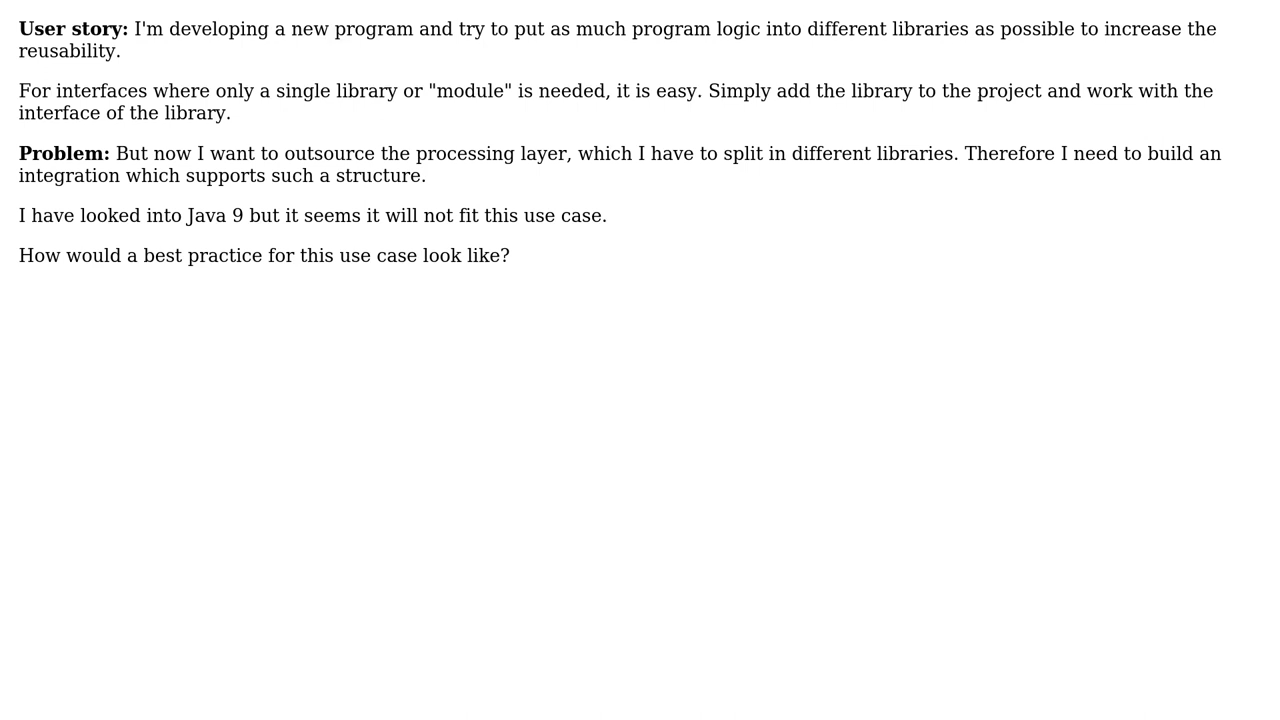 User story: I'm developing a new program and try to put as much program logic into different libraries as possible to increase the
reusability.
For interfaces where only a single library or "module" is needed, it is easy. Simply add the library to the project and work with the
interface of the library.
Problem: But now I want to outsource the processing layer, which I have to split in different libraries. Therefore I need to build an
integration which supports such a structure.
I have looked into Java 9 but it seems it will not fit this use case.
How would a best practice for this use case look like?